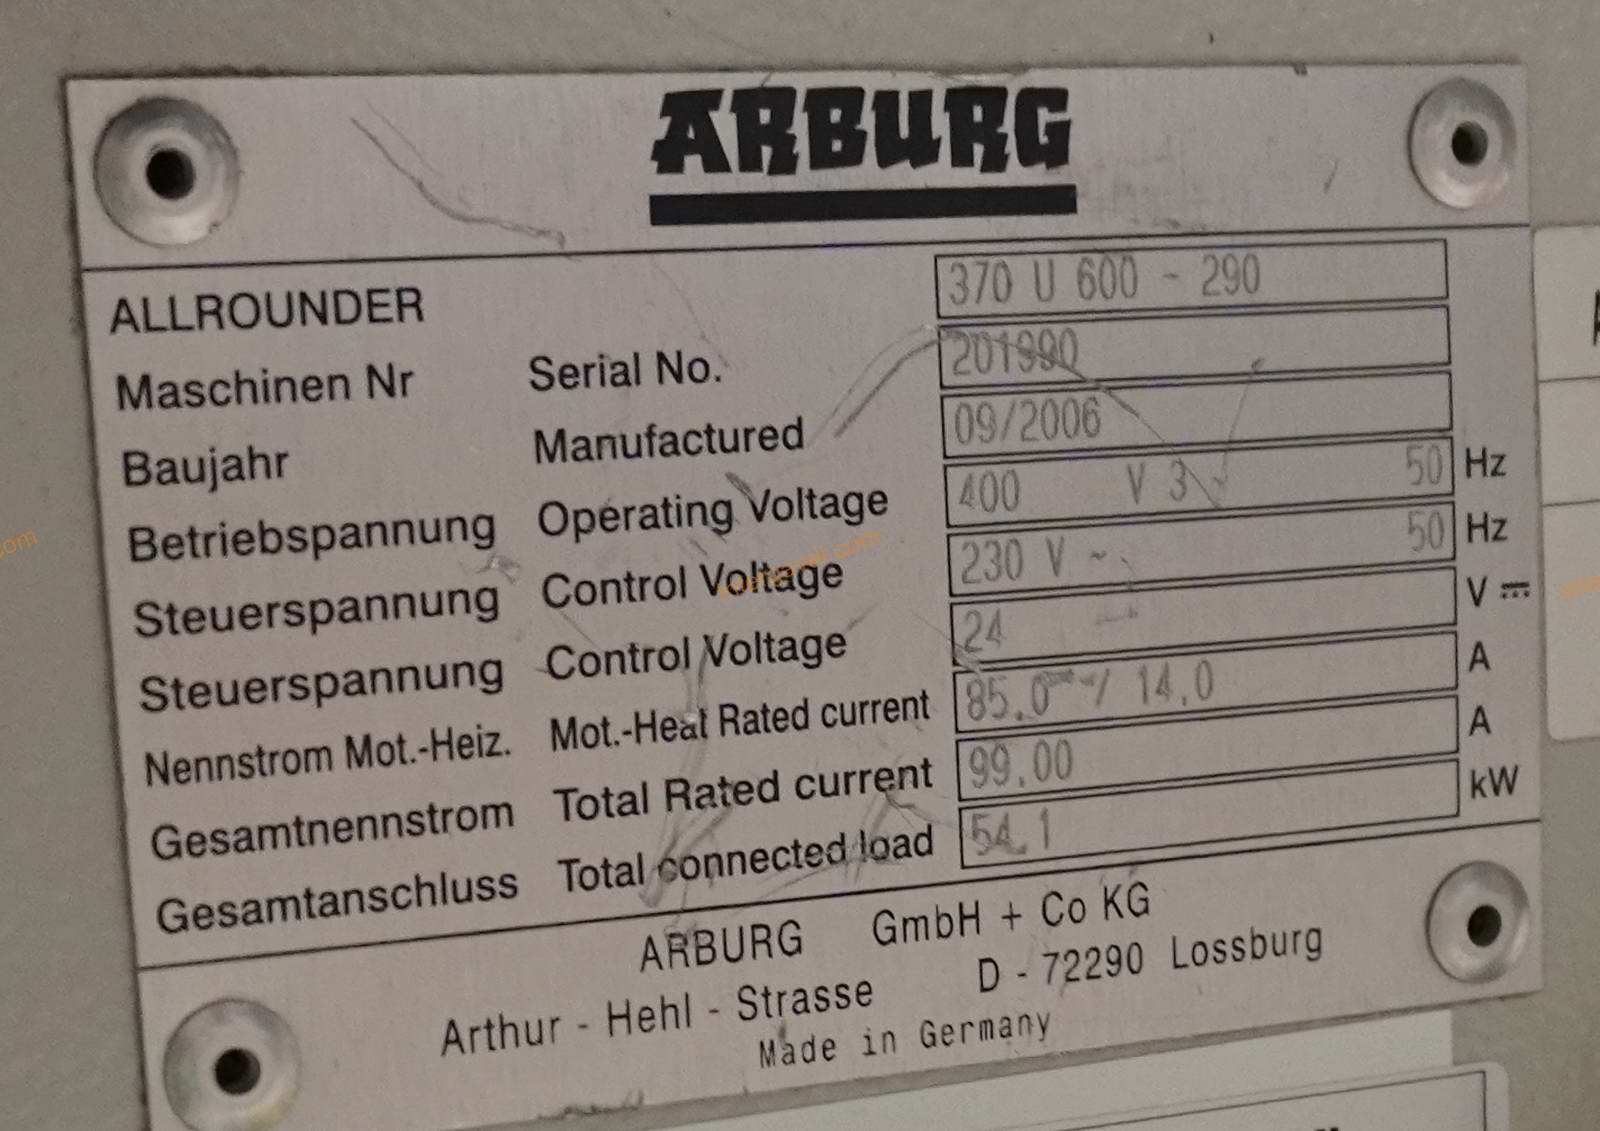 ARBURG
ALLROUNDER 370 U 600 - 290
Maschinen Nr Serial No. 201990
Baujahr Manufactured 09/2006
Betriebspannung Operating Voltage 400 V 3 ~ 50 Hz
Steuerspannung Control Voltage 230 V ~ 50 Hz
Steuerspannung Control Voltage 24 V ⎓
Nennstrom Mot.-Heiz. Mot.-Heat Rated current 85.0 / 14.0 A
Gesamtnennstrom Total Rated current 99.00 A
Gesamtanschluss Total connected load 54.1 kW
ARBURG GmbH + Co KG
Arthur - Hehl - Strasse D - 72290 Lossburg
Made in Germany